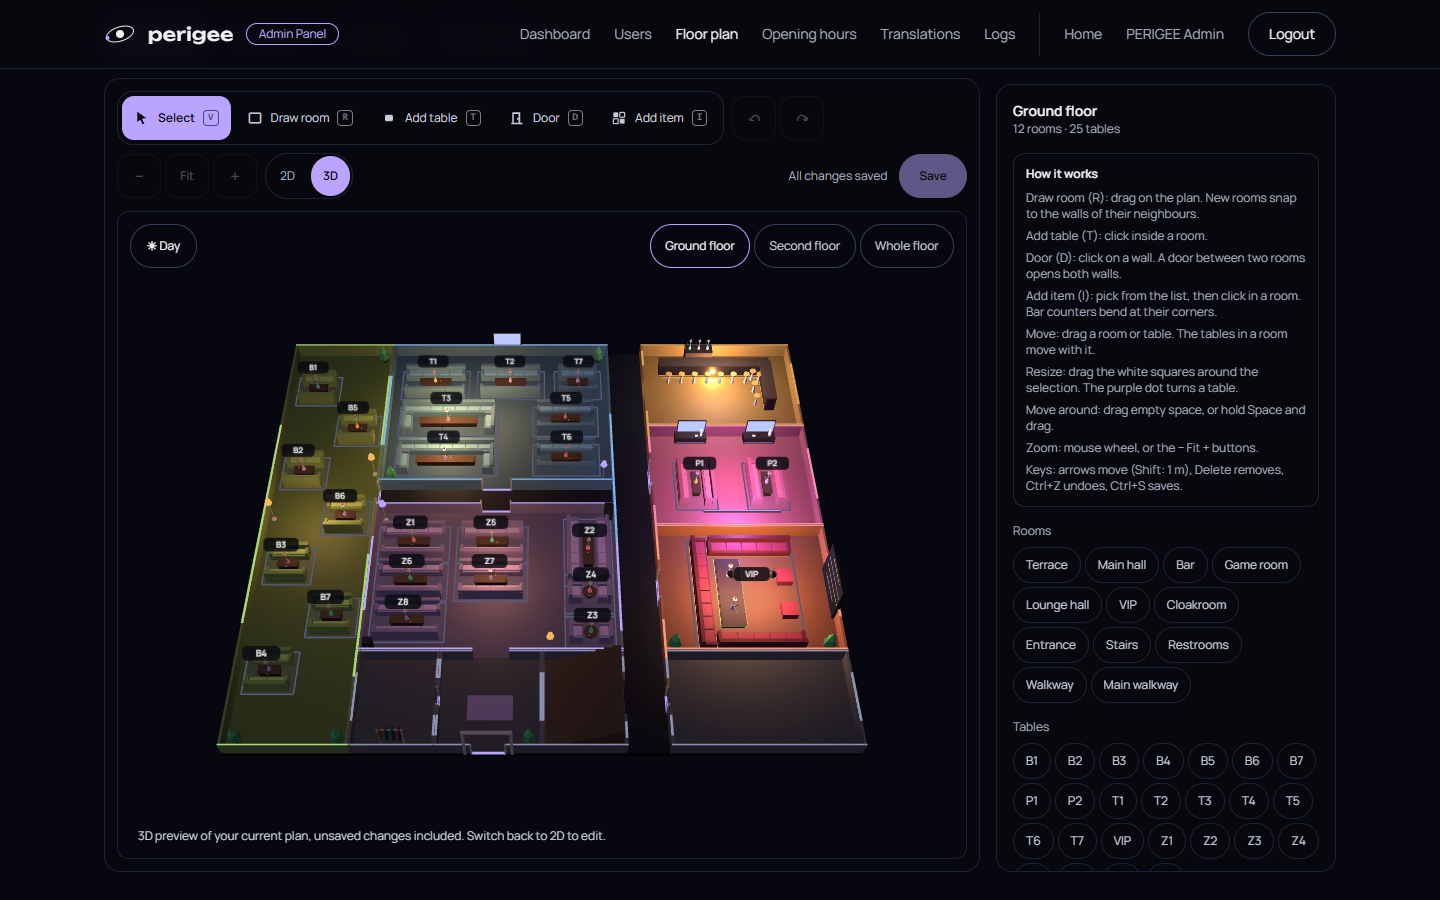 perigee Admin Panel Dashboard Users Floor plan Opening hours Translations Logs Home PERIGEE Admin Logout
Select V Draw room R Add table T Door D Add item I
− Fit + 2D 3D All changes saved Save
Day Ground floor Second floor Whole floor
B1 T1 T2 T7
B5 T3 T5
B2 T4 T6 P1 P2
B6 Z1 Z5 Z2
B3 Z6 Z7 Z4 VIP
B7 Z8 Z3
B4
3D preview of your current plan, unsaved changes included. Switch back to 2D to edit.
Ground floor
12 rooms · 25 tables
How it works
Draw room (R): drag on the plan. New rooms snap
to the walls of their neighbours.
Add table (T): click inside a room.
Door (D): click on a wall. A door between two rooms
opens both walls.
Add item (I): pick from the list, then click in a room.
Bar counters bend at their corners.
Move: drag a room or table. The tables in a room
move with it.
Resize: drag the white squares around the
selection. The purple dot turns a table.
Move around: drag empty space, or hold Space and
drag.
Zoom: mouse wheel, or the − Fit + buttons.
Keys: arrows move (Shift: 1 m), Delete removes,
Ctrl+Z undoes, Ctrl+S saves.
Rooms
Terrace Main hall Bar Game room
Lounge hall VIP Cloakroom
Entrance Stairs Restrooms
Walkway Main walkway
Tables
B1 B2 B3 B4 B5 B6 B7
P1 P2 T1 T2 T3 T4 T5
T6 T7 VIP Z1 Z2 Z3 Z4